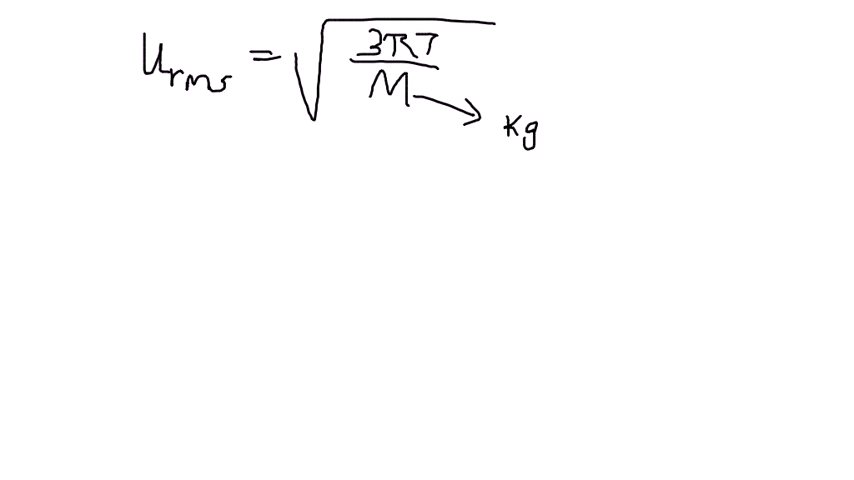 Urms = √(3RT/M) → Kg